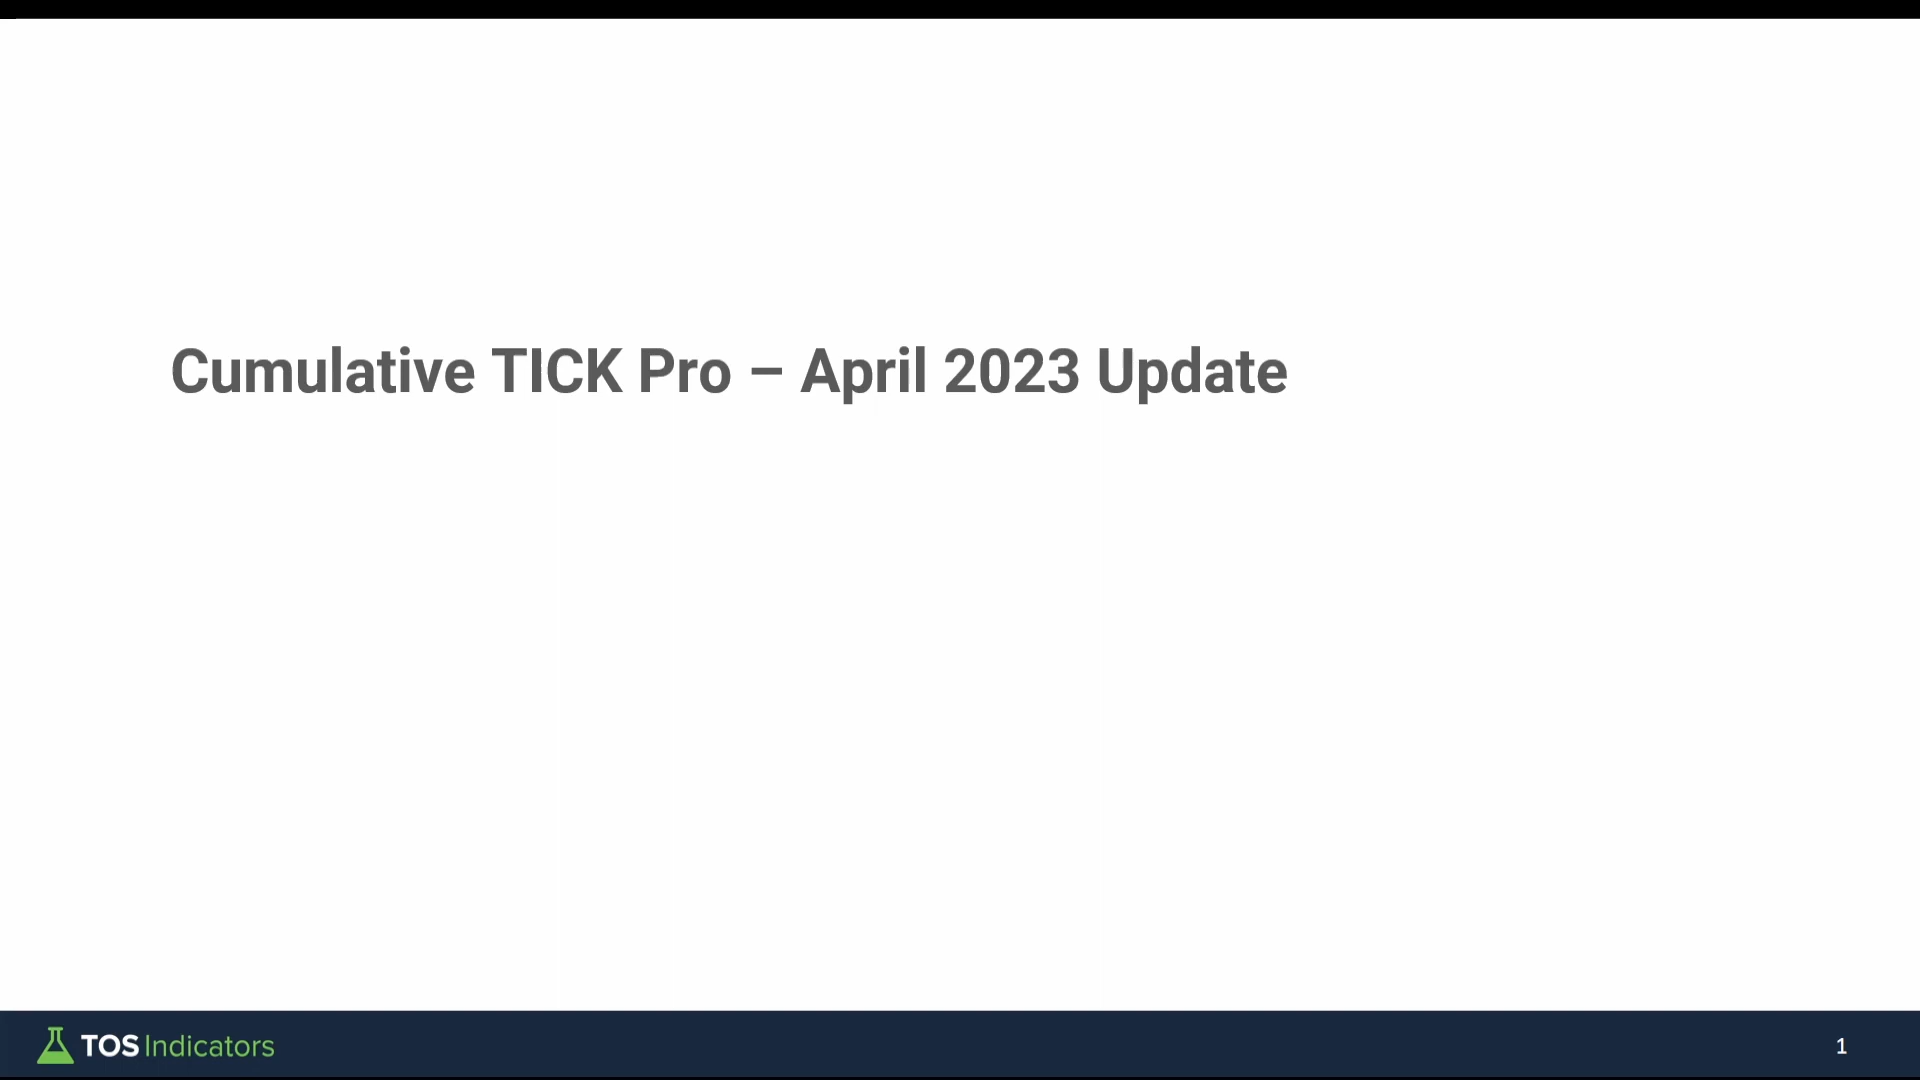 Cumulative TICK Pro – April 2023 Update
TOS Indicators
1